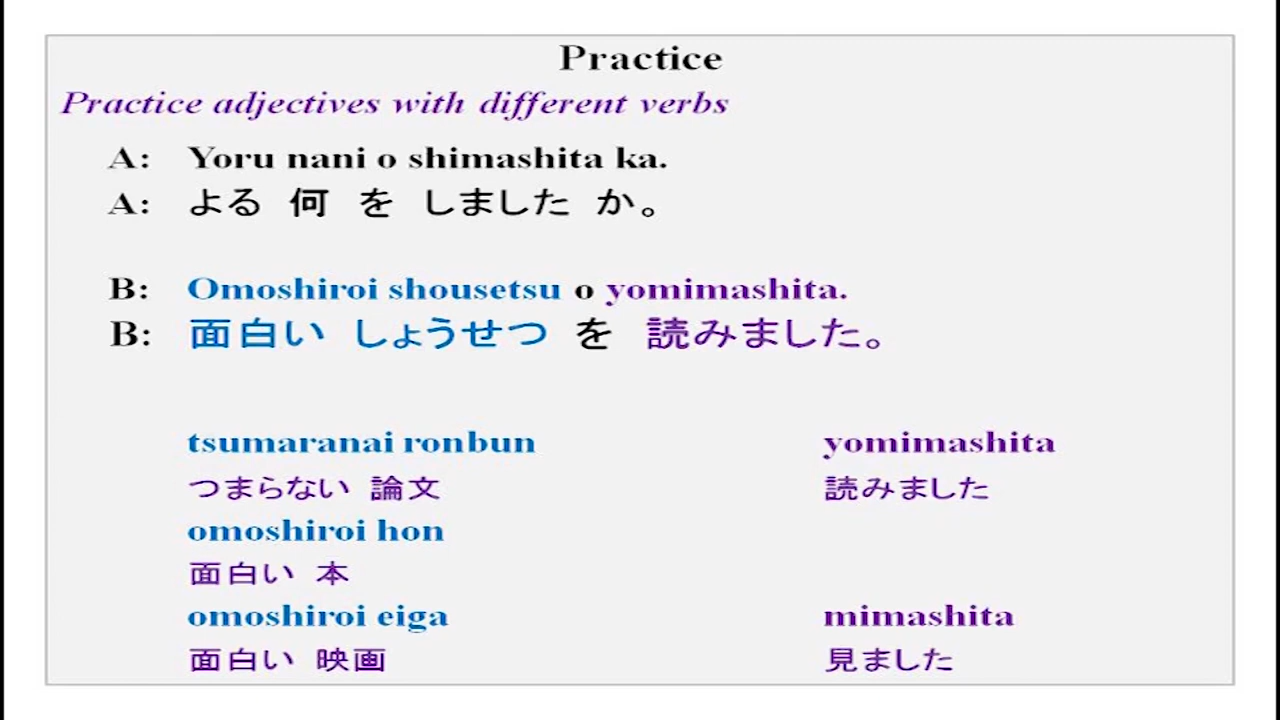 Practice
Practice adjectives with different verbs
A: Yoru nani o shimashita ka.
A: よる 何 を しました か。
B: Omoshiroi shousetsu o yomimashita.
B: 面白い しょうせつ を 読みました。
tsumaranai ronbun yomimashita
つまらない 論文 読みました
omoshiroi hon
面白い 本
omoshiroi eiga mimashita
面白い 映画 見ました